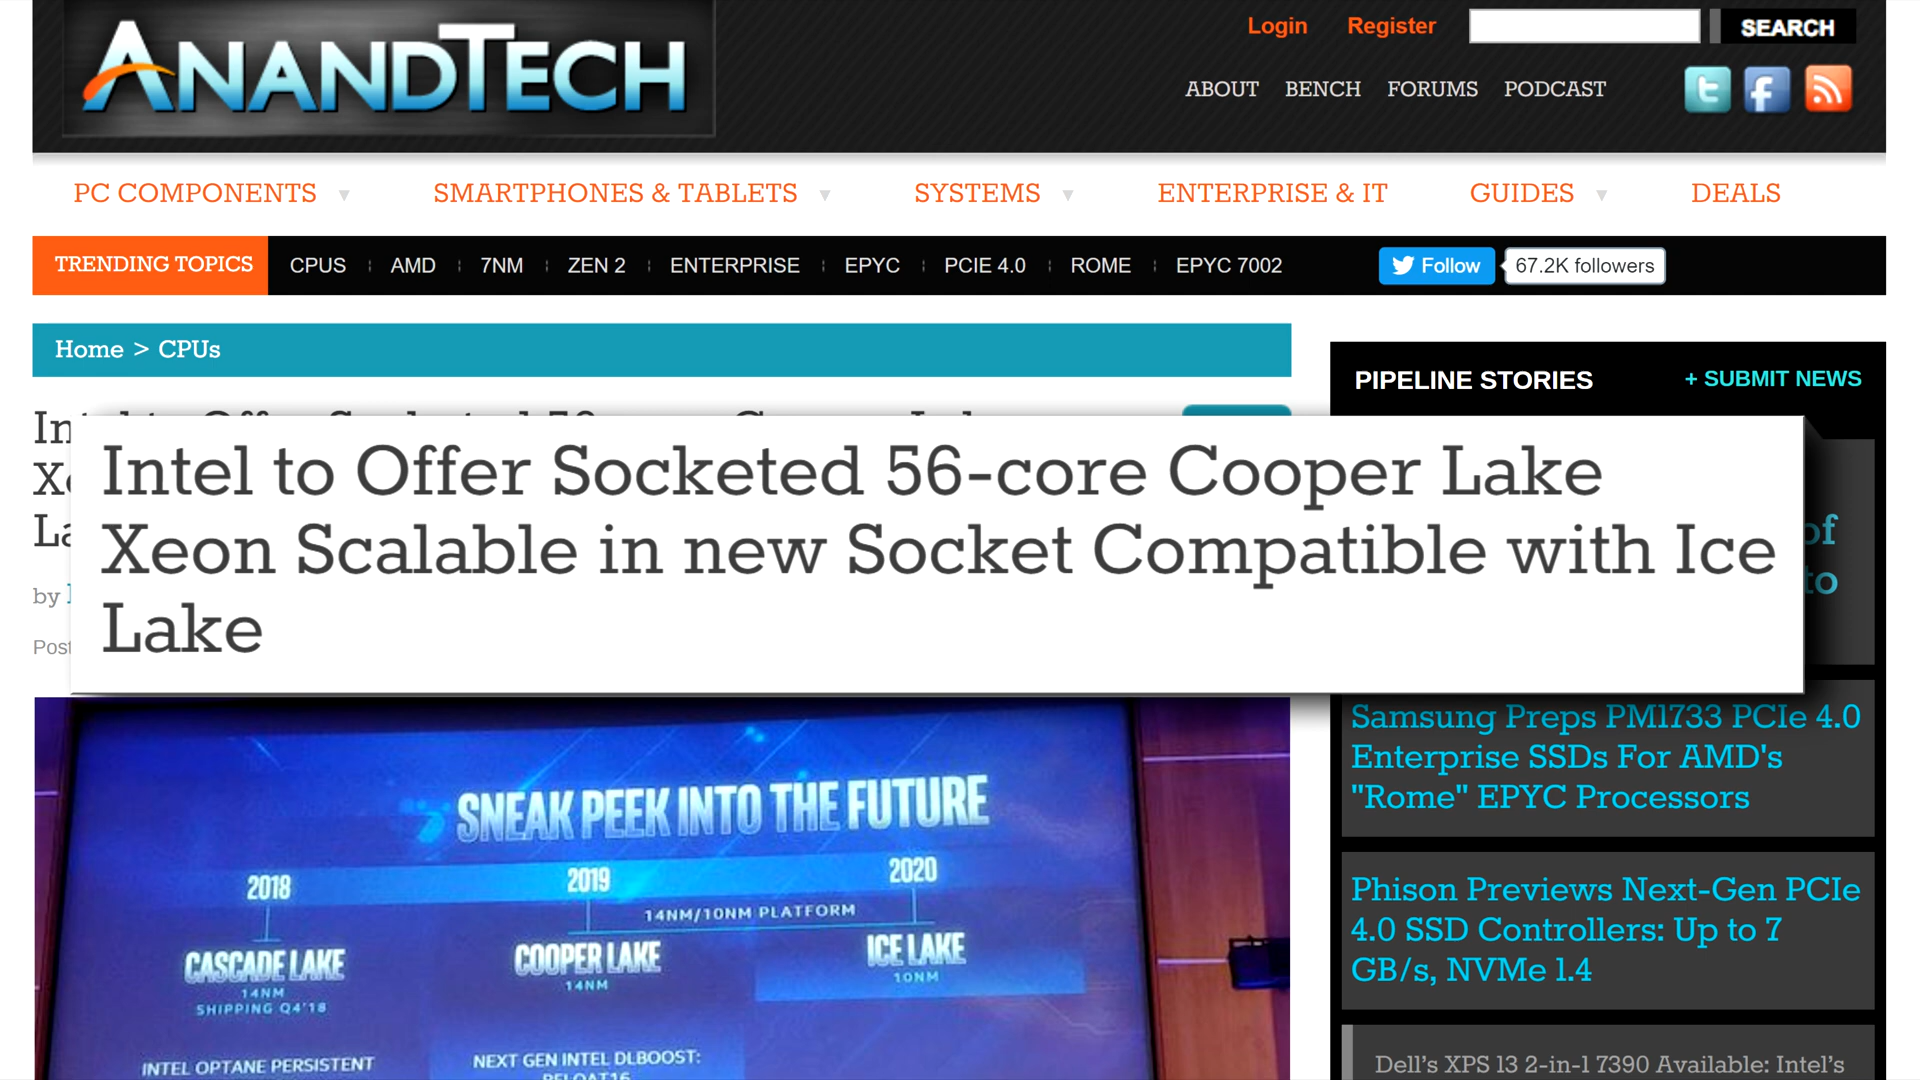 ANANDTECH
Login Register SEARCH
ABOUT BENCH FORUMS PODCAST
PC COMPONENTS SMARTPHONES & TABLETS SYSTEMS ENTERPRISE & IT GUIDES DEALS
TRENDING TOPICS CPUS AMD 7NM ZEN 2 ENTERPRISE EPYC PCIE 4.0 ROME EPYC 7002 Follow 67.2K followers
Home > CPUs
PIPELINE STORIES + SUBMIT NEWS
Intel to Offer Socketed 56-core Cooper Lake
Xeon Scalable in new Socket Compatible with Ice
Lake
by
of
to
SNEAK PEEK INTO THE FUTURE
2018 2019 2020
14NM/10NM PLATFORM
CASCADE LAKE COOPER LAKE ICE LAKE
14NM 14NM 10NM
SHIPPING Q4'18
INTEL OPTANE PERSISTENT NEXT GEN INTEL DLBOOST:
Samsung Preps PM1733 PCIe 4.0
Enterprise SSDs For AMD's
"Rome" EPYC Processors
Phison Previews Next-Gen PCIe
4.0 SSD Controllers: Up to 7
GB/s, NVMe 1.4
Dell's XPS 13 2-in-1 7390 Available: Intel's